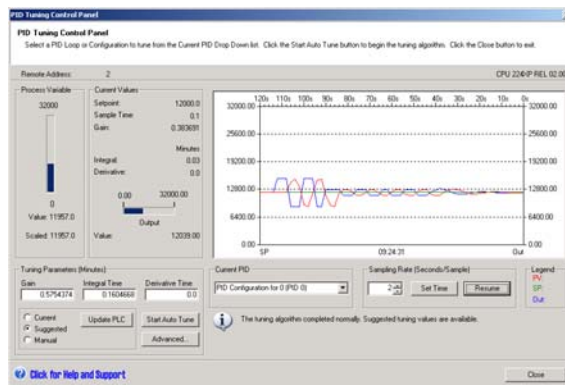 PID Tuning Control Panel
PID Tuning Control Panel
Select a PID Loop or Configuration to tune from the Current PID Drop Down list. Click the Start Auto Tune button to begin the tuning algorithm. Click the Close button to exit.
Remote Address: 2 CPU 224XP REL 02.00
Process Variable
32000
0
Value: 11957.0
Scaled: 11957.0
Current Values
Setpoint: 12000.0
Sample Time: 0.1
Gain: 0.383691
Minutes
Integral: 0.03
Derivative: 0.0
0.00 32000.00
Output
Value: 12039.00
120s 110s 100s 90s 80s 70s 60s 50s 40s 30s 20s 10s 0s
32000.00 32000.00
25600.00 25600.00
19200.00 19200.00
12800.00 12800.00
6400.00 6400.00
0.00 0.00
SP 09:24:31 Out
Tuning Parameters (Minutes)
Gain Integral Time Derivative Time
0.5754374 0.1604668 0.0
Current
Suggested
Manual
Update PLC
Start Auto Tune
Advanced...
Current PID
PID Configuration for 0 (PID 0)
Sampling Rate (Seconds/Sample)
2 Set Time Resume
Legend
PV:
SP:
Out:
The tuning algorithm completed normally. Suggested tuning values are available.
Click for Help and Support
Close